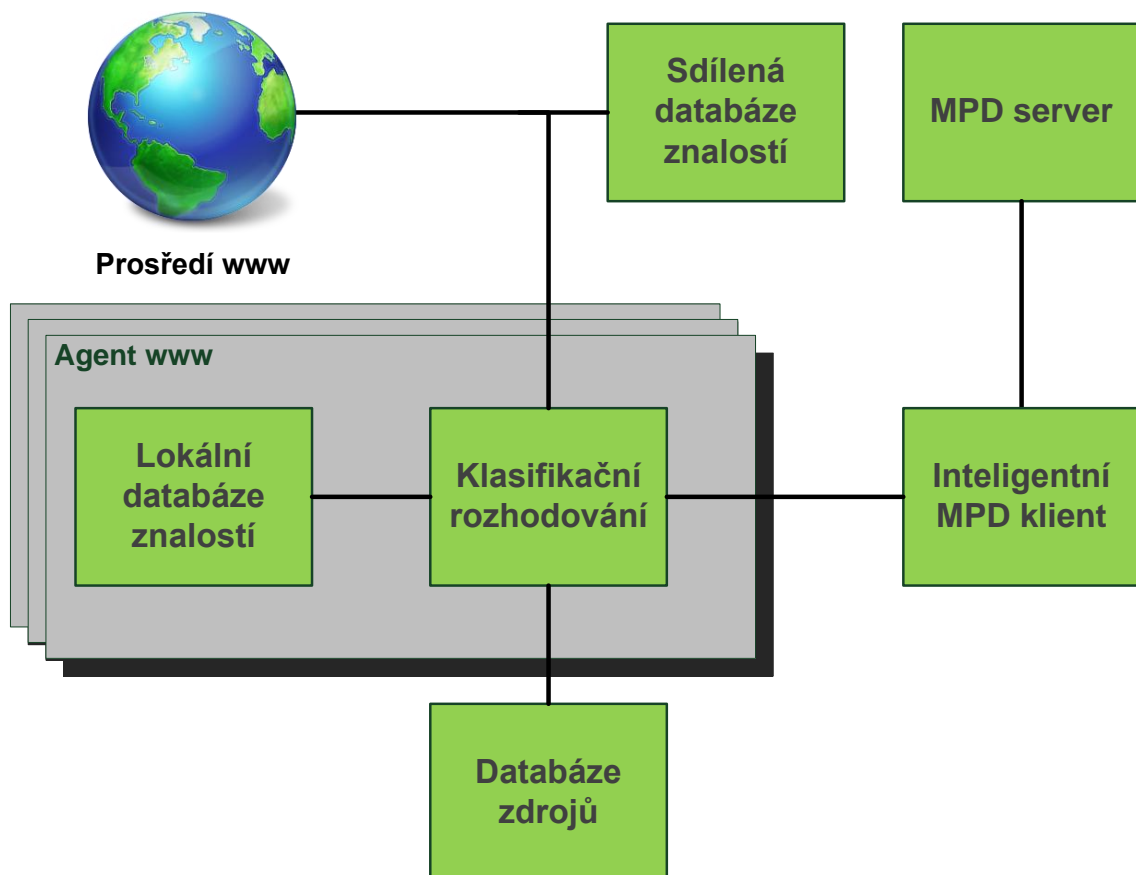 Sdílená
databáze
znalostí
MPD server
Prosředí www
Agent www
Lokální
databáze
znalostí
Klasifikační
rozhodování
Inteligentní
MPD klient
Databáze
zdrojů